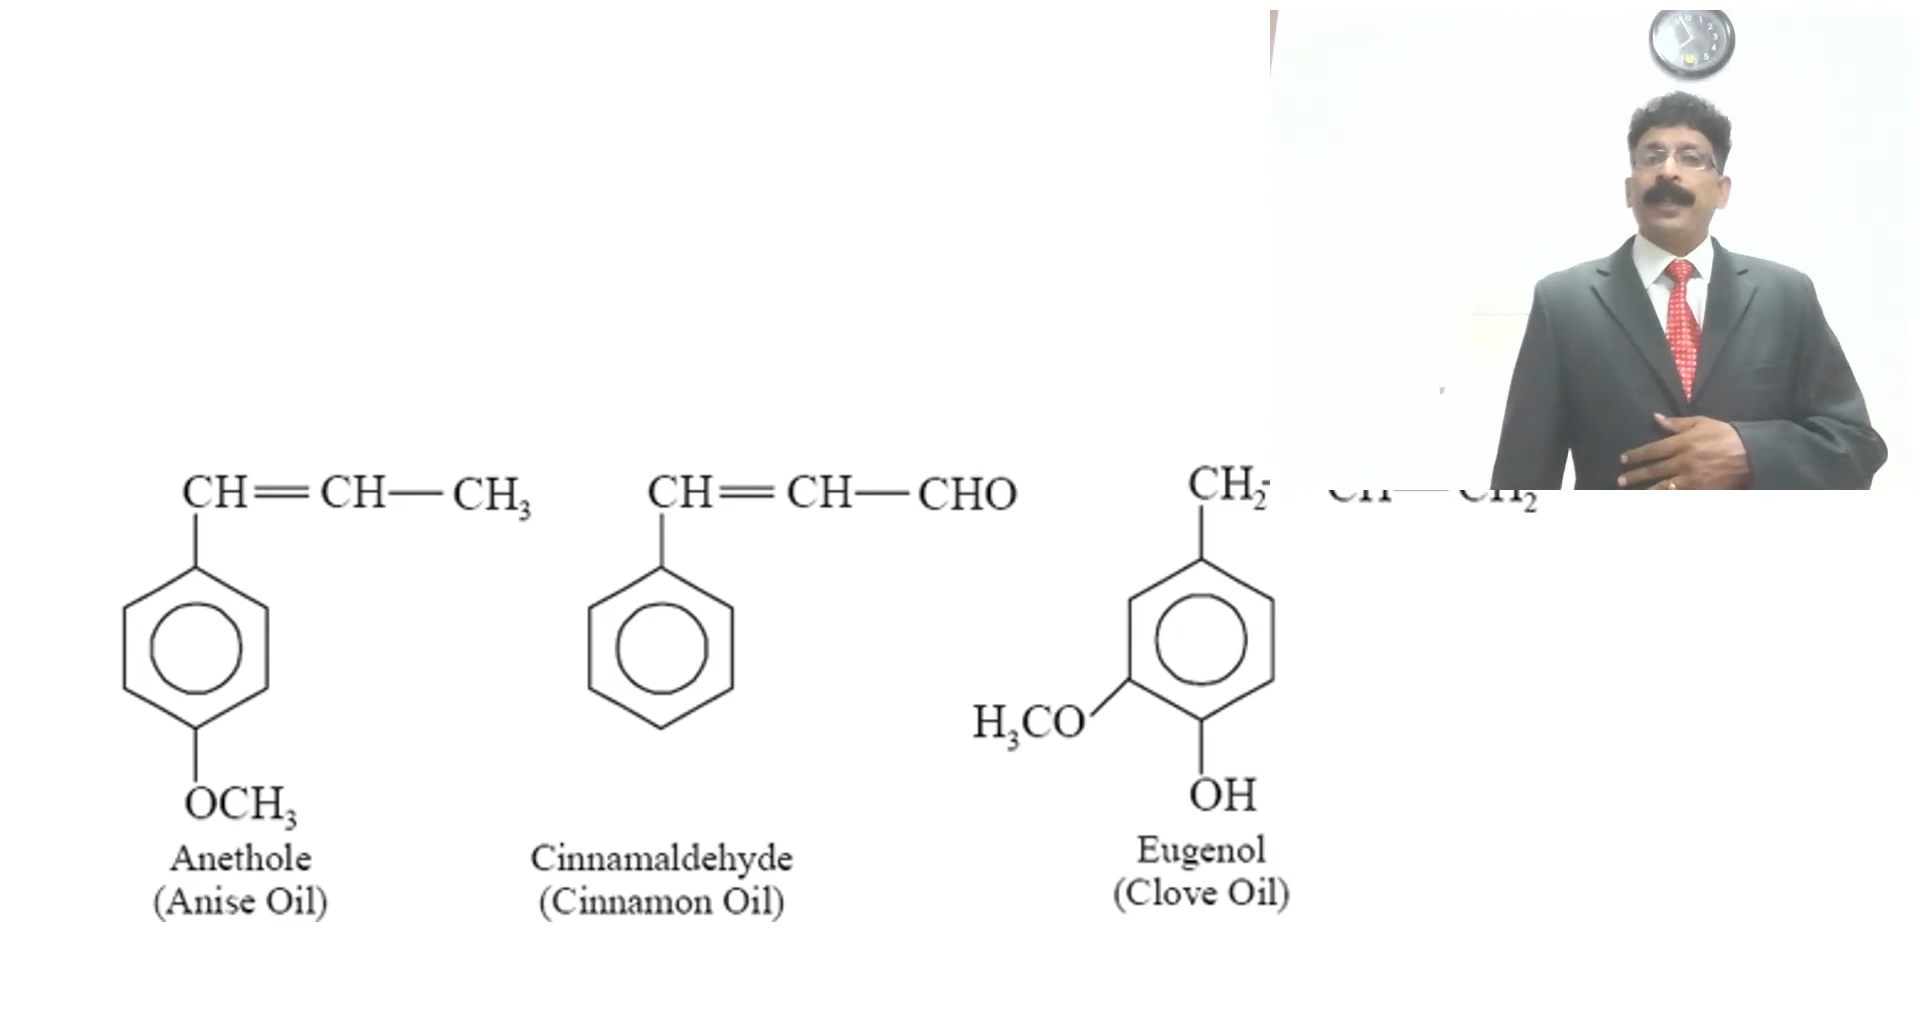 CH=CH—CH₃
OCH₃
Anethole
(Anise Oil)
CH=CH—CHO
Cinnamaldehyde
(Cinnamon Oil)
CH₂-
H₃CO
OH
Eugenol
(Clove Oil)